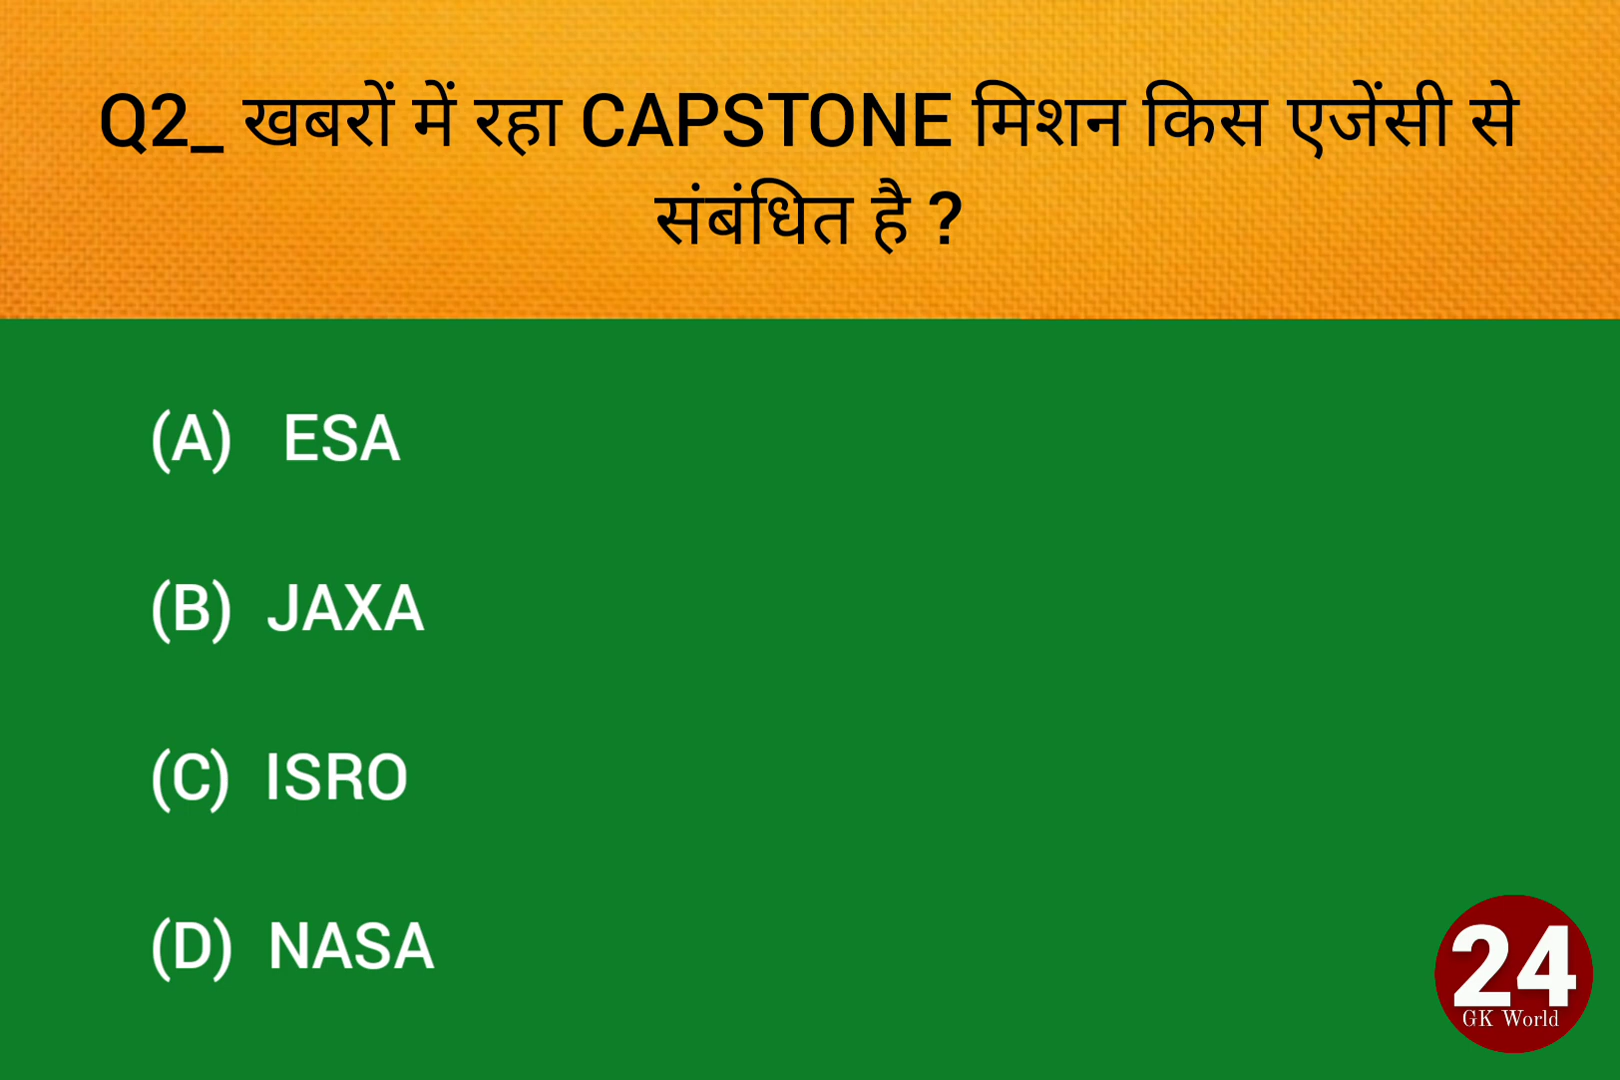 Q2_ खबरों में रहा CAPSTONE मिशन किस एजेंसी से
संबंधित है ?
(A) ESA
(B) JAXA
(C) ISRO
(D) NASA
24
GK World